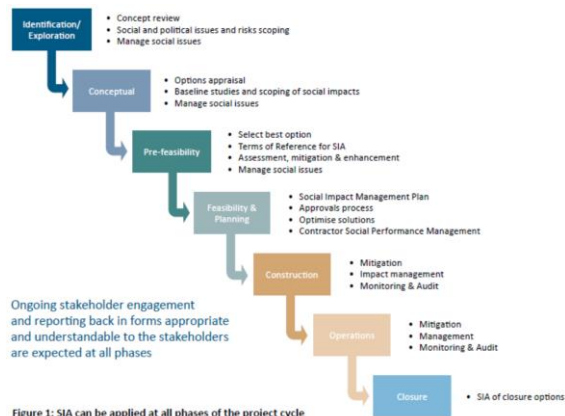 Identification/
Exploration
• Concept review
• Social and political issues and risks scoping
• Manage social issues
Conceptual
• Options appraisal
• Baseline studies and scoping of social impacts
• Manage social issues
Pre-feasibility
• Select best option
• Terms of Reference for SIA
• Assessment, mitigation & enhancement
• Manage social issues
Feasibility &
Planning
• Social Impact Management Plan
• Approvals process
• Optimise solutions
• Contractor Social Performance Management
Construction
• Mitigation
• Impact management
• Monitoring & Audit
Ongoing stakeholder engagement
and reporting back in forms appropriate
and understandable to the stakeholders
are expected at all phases
Operations
• Mitigation
• Management
• Monitoring & Audit
Closure
• SIA of closure options
Figure 1: SIA can be applied at all phases of the project cycle